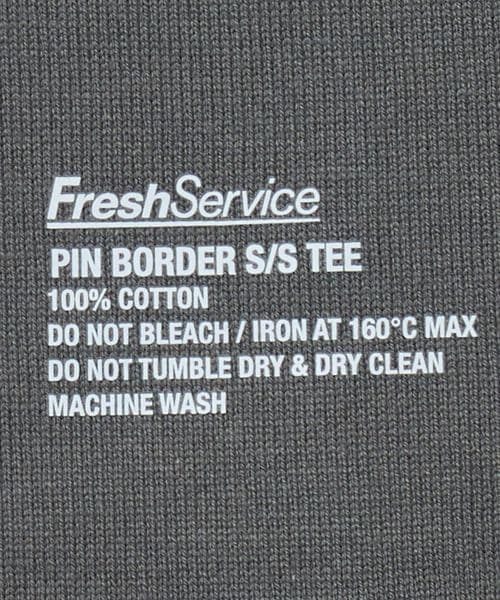 FreshService
PIN BORDER S/S TEE
100% COTTON
DO NOT BLEACH / IRON AT 160°C MAX
DO NOT TUMBLE DRY & DRY CLEAN
MACHINE WASH